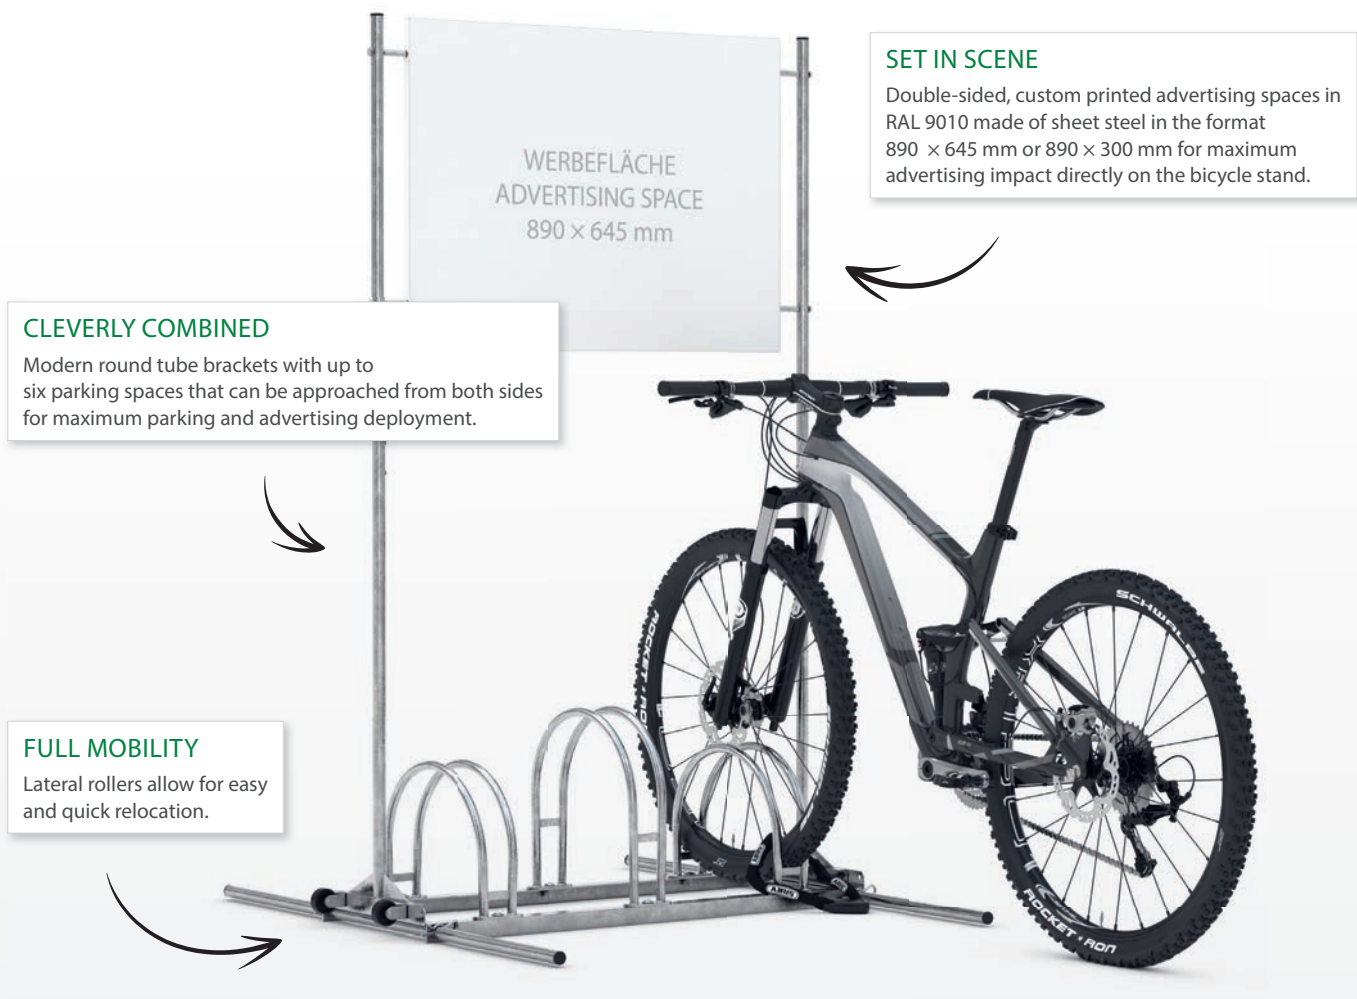 WERBEFLÄCHE
ADVERTISING SPACE
890 × 645 mm
SET IN SCENE
Double-sided, custom printed advertising spaces in
RAL 9010 made of sheet steel in the format
890 × 645 mm or 890 × 300 mm for maximum
advertising impact directly on the bicycle stand.
CLEVERLY COMBINED
Modern round tube brackets with up to
six parking spaces that can be approached from both sides
for maximum parking and advertising deployment.
FULL MOBILITY
Lateral rollers allow for easy
and quick relocation.
ROCKET RON
SCHWALBE
ABUS
ROCKET RON